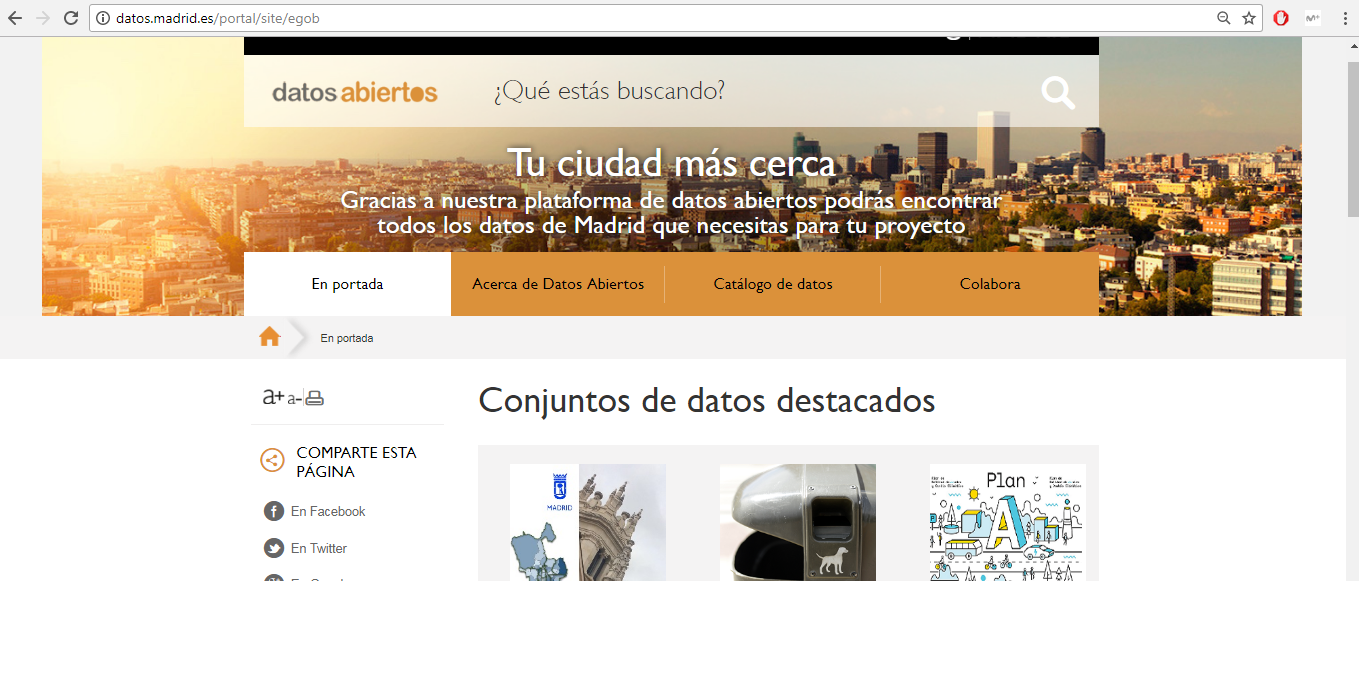 datos.madrid.es/portal/site/egob
datos abiertos
¿Qué estás buscando?
Tu ciudad más cerca
Gracias a nuestra plataforma de datos abiertos podrás encontrar
todos los datos de Madrid que necesitas para tu proyecto
En portada
Acerca de Datos Abiertos
Catálogo de datos
Colabora
En portada
a+ a-
Conjuntos de datos destacados
COMPARTE ESTA
PÁGINA
En Facebook
En Twitter
MADRID
Plan
A